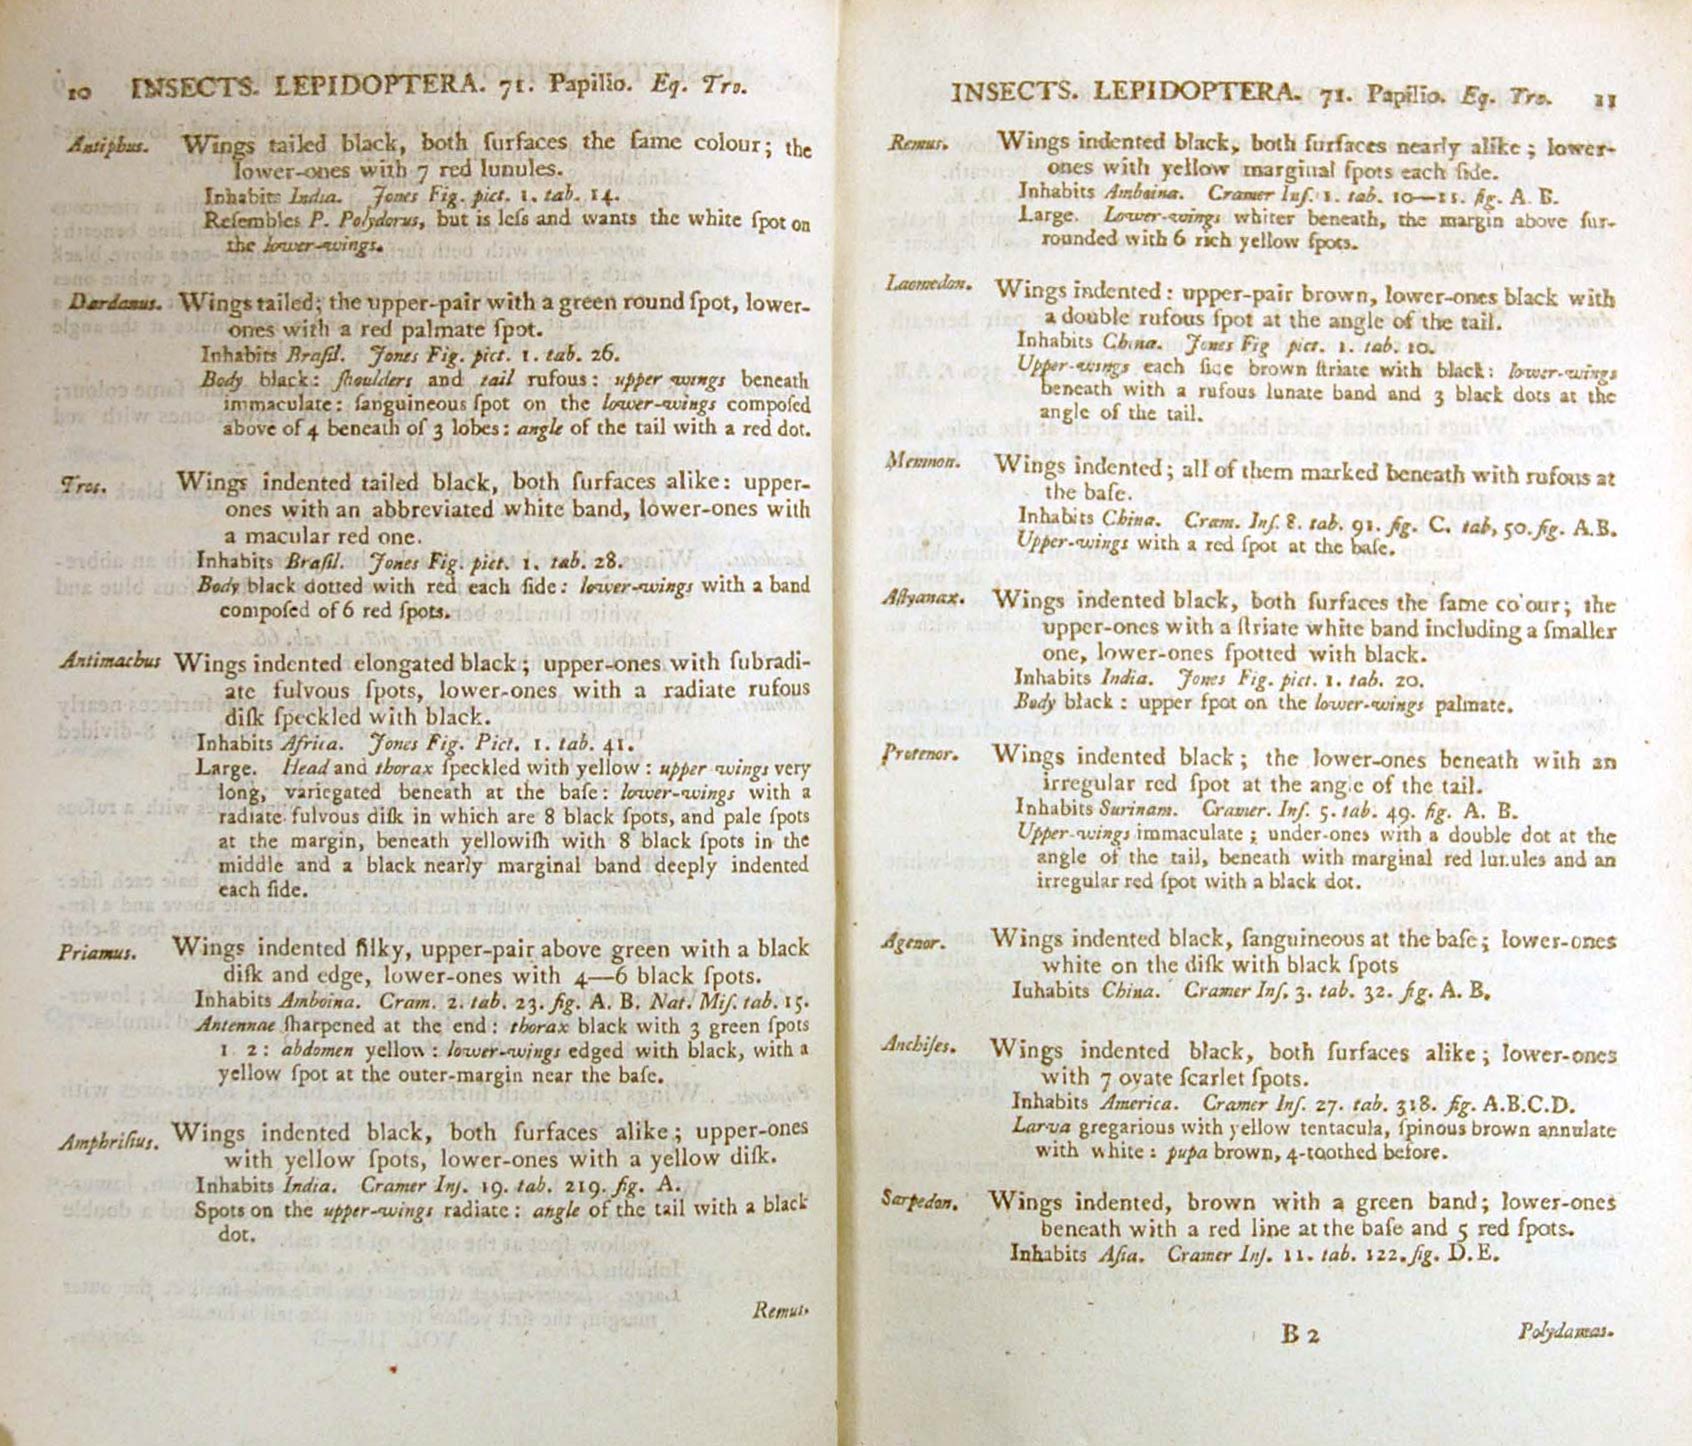 10 INSECTS. LEPIDOPTERA. 71. Papilio. Eq. Tro.
Antiphus. Wings tailed black, both ſurfaces the ſame colour; the
lower-ones with 7 red lunules.
Inhabits India. Jones Fig. pict. 1. tab. 14.
Reſembles P. Polydorus, but is leſs and wants the white ſpot on
the lower-wings.
Dardanus. Wings tailed; the upper-pair with a green round ſpot, lower-
ones with a red palmate ſpot.
Inhabits Braſil. Jones Fig. pict. 1. tab. 26.
Body black: ſhoulders and tail rufous: upper wings beneath
immaculate: ſanguineous ſpot on the lower-wings compoſed
above of 4 beneath of 3 lobes: angle of the tail with a red dot.
Tros. Wings indented tailed black, both ſurfaces alike: upper-
ones with an abbreviated white band, lower-ones with
a macular red one.
Inhabits Braſil. Jones Fig. pict. 1. tab. 28.
Body black dotted with red each ſide: lower-wings with a band
compoſed of 6 red ſpots.
Antimachus Wings indented elongated black; upper-ones with ſubradi-
ate fulvous ſpots, lower-ones with a radiate rufous
diſk ſpeckled with black.
Inhabits Africa. Jones Fig. Pict. 1. tab. 41.
Large. Head and thorax ſpeckled with yellow: upper wings very
long, variegated beneath at the baſe: lower-wings with a
radiate fulvous diſk in which are 8 black ſpots, and pale ſpots
at the margin, beneath yellowiſh with 8 black ſpots in the
middle and a black nearly marginal band deeply indented
each ſide.
Priamus. Wings indented ſilky, upper-pair above green with a black
diſk and edge, lower-ones with 4—6 black ſpots.
Inhabits Amboina. Cram. 2. tab. 23. fig. A. B. Nat. Miſ. tab. 15.
Antennae ſharpened at the end: thorax black with 3 green ſpots
1 2: abdomen yellow: lower-wings edged with black, with a
yellow ſpot at the outer-margin near the baſe.
Amphriſius. Wings indented black, both ſurfaces alike; upper-ones
with yellow ſpots, lower-ones with a yellow diſk.
Inhabits India. Cramer Inſ. 19. tab. 219. fig. A.
Spots on the upper-wings radiate: angle of the tail with a black
dot.
Remus.
INSECTS. LEPIDOPTERA. 71. Papilio. Eq. Tro. 11
Remus. Wings indented black, both ſurfaces nearly alike; lower-
ones with yellow marginal ſpots each ſide.
Inhabits Amboina. Cramer Inſ. 1. tab. 10—11. fig. A. B.
Large. Lower-wings whiter beneath, the margin above ſur-
rounded with 6 rich yellow ſpots.
Laomedon. Wings indented: upper-pair brown, lower-ones black with
a double rufous ſpot at the angle of the tail.
Inhabits China. Jones Fig pict. 1. tab. 10.
Upper-wings each ſide brown ſtriate with black: lower-wings
beneath with a rufous lunate band and 3 black dots at the
angle of the tail.
Memnon. Wings indented; all of them marked beneath with rufous at
the baſe.
Inhabits China. Cram. Inſ. 8. tab. 91. fig. C. tab, 50. fig. A.B.
Upper-wings with a red ſpot at the baſe.
Aſtyanax. Wings indented black, both ſurfaces the ſame co'our; the
upper-ones with a ſtriate white band including a ſmaller
one, lower-ones ſpotted with black.
Inhabits India. Jones Fig. pict. 1. tab. 20.
Body black: upper ſpot on the lower-wings palmate.
Protenor. Wings indented black; the lower-ones beneath with an
irregular red ſpot at the angle of the tail.
Inhabits Surinam. Cramer. Inſ. 5. tab. 49. fig. A. B.
Upper-wings immaculate; under-ones with a double dot at the
angle of the tail, beneath with marginal red lunules and an
irregular red ſpot with a black dot.
Agenor. Wings indented black, ſanguineous at the baſe; lower-ones
white on the diſk with black ſpots
Iuhabits China. Cramer Inſ. 3. tab. 32. fig. A. B.
Anchiſes. Wings indented black, both ſurfaces alike; lower-ones
with 7 ovate ſcarlet ſpots.
Inhabits America. Cramer Inſ. 27. tab. 318. fig. A.B.C.D.
Larva gregarious with yellow tentacula, ſpinous brown annulate
with white: pupa brown, 4-toothed before.
Sarpedon. Wings indented, brown with a green band; lower-ones
beneath with a red line at the baſe and 5 red ſpots.
Inhabits Aſia. Cramer Inſ. 11. tab. 122. fig. D. E.
B 2 Polydamas.